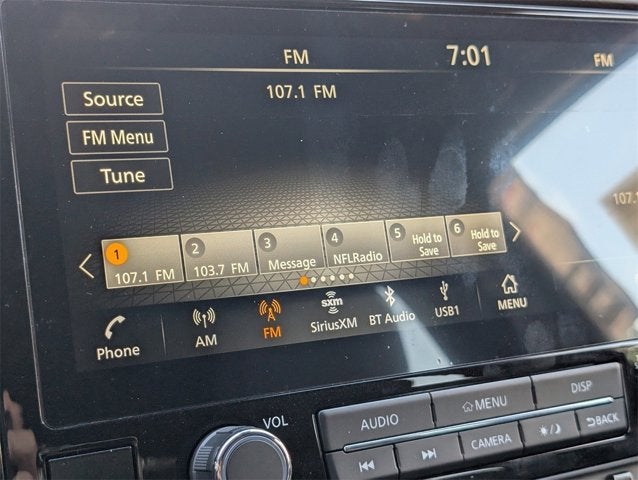 FM 7:01 FM
107.1 FM
Source
FM Menu
Tune
107.1
1 2 3 4 5 6
107.1 FM 103.7 FM Message NFLRadio Hold to Save Hold to Save
Phone AM FM sxm SiriusXM BT Audio USB1 MENU
VOL AUDIO MENU DISP
CAMERA BACK